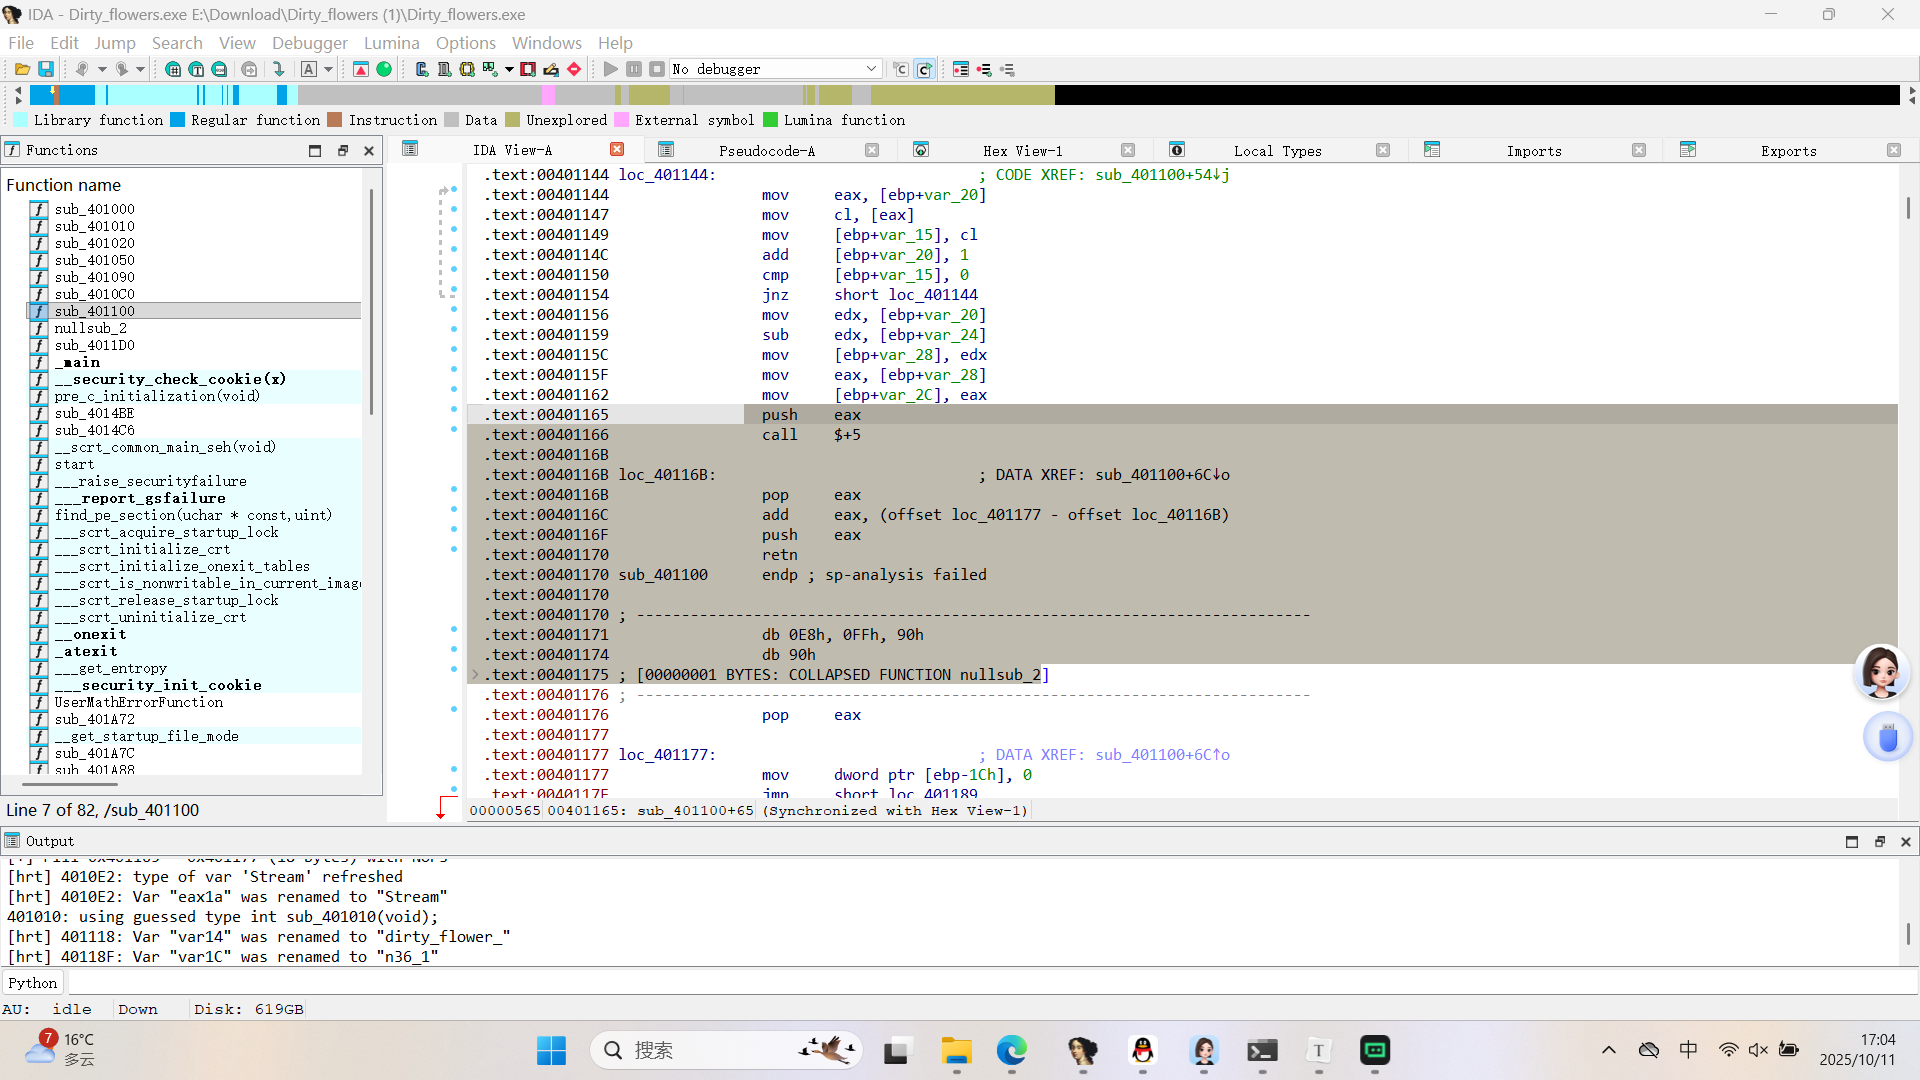 IDA - Dirty_flowers.exe E:\Download\Dirty_flowers (1)\Dirty_flowers.exe
File Edit Jump Search View Debugger Lumina Options Windows Help
No debugger
Library function Regular function Instruction Data Unexplored External symbol Lumina function
Functions
IDA View-A Pseudocode-A Hex View-1 Local Types Imports Exports
Function name
sub_401000
sub_401010
sub_401020
sub_401050
sub_401090
sub_4010C0
sub_401100
nullsub_2
sub_4011D0
_main
__security_check_cookie(x)
pre_c_initialization(void)
sub_4014BE
sub_4014C6
__scrt_common_main_seh(void)
start
___raise_securityfailure
___report_gsfailure
find_pe_section(uchar * const,uint)
___scrt_acquire_startup_lock
___scrt_initialize_crt
___scrt_initialize_onexit_tables
___scrt_is_nonwritable_in_current_image
___scrt_release_startup_lock
___scrt_uninitialize_crt
__onexit
_atexit
___get_entropy
___security_init_cookie
UserMathErrorFunction
sub_401A72
__get_startup_file_mode
sub_401A7C
sub_401A88
Line 7 of 82, /sub_401100
.text:00401144 loc_401144: ; CODE XREF: sub_401100+54↓j
.text:00401144 mov eax, [ebp+var_20]
.text:00401147 mov cl, [eax]
.text:00401149 mov [ebp+var_15], cl
.text:0040114C add [ebp+var_20], 1
.text:00401150 cmp [ebp+var_15], 0
.text:00401154 jnz short loc_401144
.text:00401156 mov edx, [ebp+var_20]
.text:00401159 sub edx, [ebp+var_24]
.text:0040115C mov [ebp+var_28], edx
.text:0040115F mov eax, [ebp+var_28]
.text:00401162 mov [ebp+var_2C], eax
.text:00401165 push eax
.text:00401166 call $+5
.text:0040116B
.text:0040116B loc_40116B: ; DATA XREF: sub_401100+6C↓o
.text:0040116B pop eax
.text:0040116C add eax, (offset loc_401177 - offset loc_40116B)
.text:0040116F push eax
.text:00401170 retn
.text:00401170 sub_401100 endp ; sp-analysis failed
.text:00401170
.text:00401170 ; ---------------------------------------------------------------------------
.text:00401171 db 0E8h, 0FFh, 90h
.text:00401174 db 90h
.text:00401175 ; [00000001 BYTES: COLLAPSED FUNCTION nullsub_2]
.text:00401176 ; ---------------------------------------------------------------------------
.text:00401176 pop eax
.text:00401177
.text:00401177 loc_401177: ; DATA XREF: sub_401100+6C↑o
.text:00401177 mov dword ptr [ebp-1Ch], 0
.text:0040117E jmp short loc_401189
00000565 00401165: sub_401100+65 (Synchronized with Hex View-1)
Output
[hrt] 4010E2: type of var 'Stream' refreshed
[hrt] 4010E2: Var "eax1a" was renamed to "Stream"
401010: using guessed type int sub_401010(void);
[hrt] 401118: Var "var14" was renamed to "dirty_flower_"
[hrt] 40118F: Var "var1C" was renamed to "n36_1"
Python
AU: idle Down Disk: 619GB
7
16°C
多云
搜索
中
17:04
2025/10/11